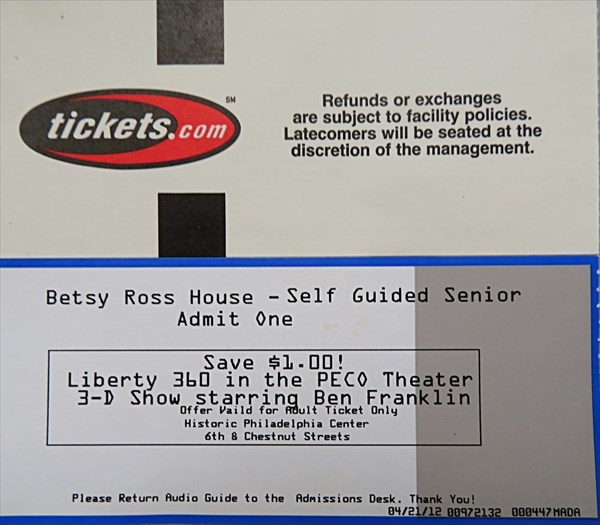 tickets.com SM
Refunds or exchanges
are subject to facility policies.
Latecomers will be seated at the
discretion of the management.
Betsy Ross House - Self Guided Senior
Admit One
Save $1.00!
Liberty 360 in the PECO Theater
3-D Show starring Ben Franklin
Offer Vaild for Adult Ticket Only
Historic Philadelphia Center
6th & Chestnut Streets
Please Return Audio Guide to the Admissions Desk. Thank You!
04/21/12 00972132 000447MADA